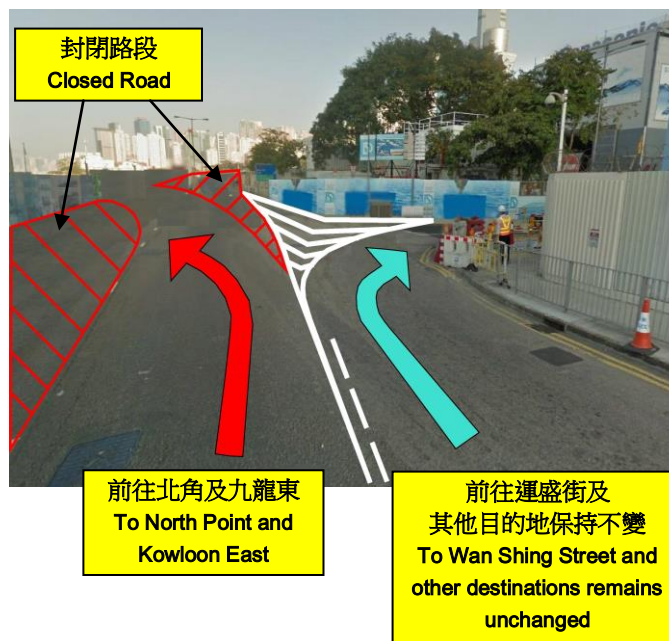 封閉路段
Closed Road
前往北角及九龍東
To North Point and
Kowloon East
前往運盛街及
其他目的地保持不變
To Wan Shing Street and
other destinations remains
unchanged